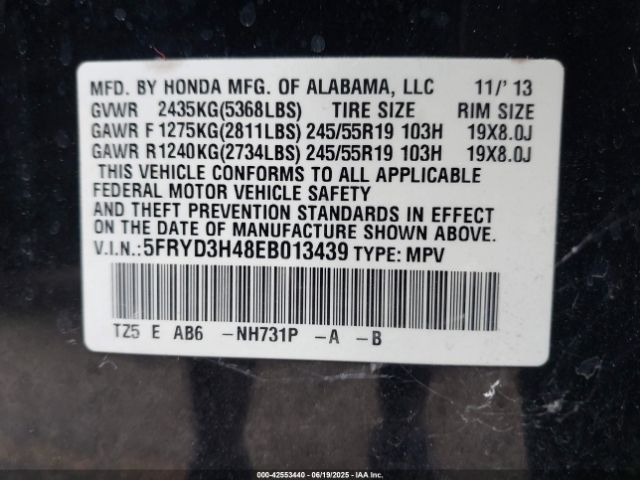 MFD. BY HONDA MFG. OF ALABAMA, LLC 11/' 13
GVWR 2435KG(5368LBS) TIRE SIZE RIM SIZE
GAWR F 1275KG(2811LBS) 245/55R19 103H 19X8.0J
GAWR R1240KG(2734LBS) 245/55R19 103H 19X8.0J
THIS VEHICLE CONFORMS TO ALL APPLICABLE
FEDERAL MOTOR VEHICLE SAFETY
AND THEFT PREVENTION STANDARDS IN EFFECT
ON THE DATE OF MANUFACTURE SHOWN ABOVE.
V.I.N.:5FRYD3H48EB013439 TYPE: MPV
TZ5 E AB6 -NH731P -A -B
000-42553440 - 06/19/2025 - IAA Inc.